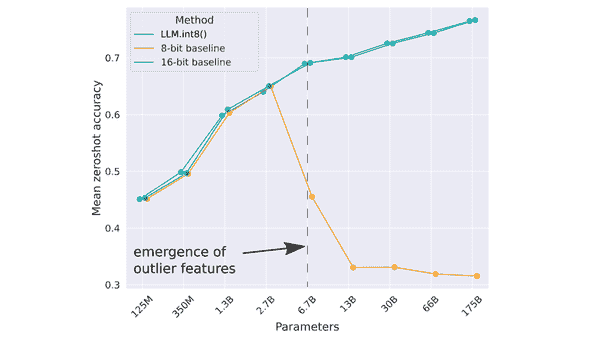 Method
LLM.int8()
8-bit baseline
16-bit baseline
Mean zeroshot accuracy
0.7
0.6
0.5
0.4
0.3
emergence of
outlier features
125M
350M
1.3B
2.7B
6.7B
13B
30B
66B
175B
Parameters